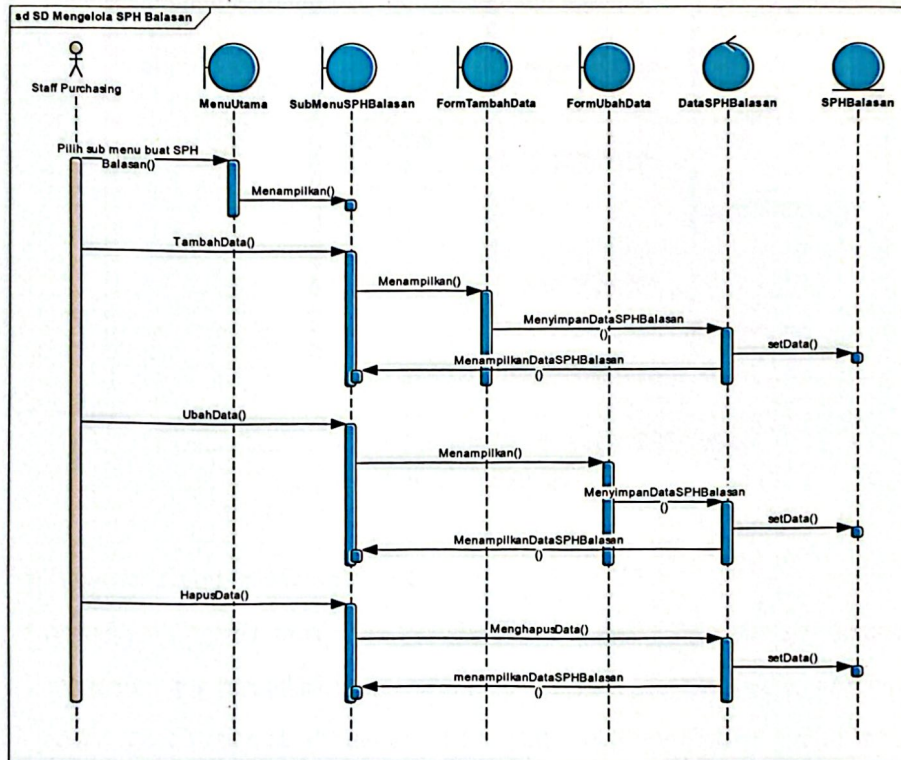 sd SD Mengelola SPH Balasan
Staff Purchasing
MenuUtama
SubMenuSPHBalasan
FormTambahData
FormUbahData
DataSPHBalasan
SPHBalasan
Pilih sub menu buat SPH
Balasan()
Menampilkan()
TambahData()
Menampilkan()
MenyimpanDataSPHBalasan
()
setData()
MenampilkanDataSPHBalasan
()
UbahData()
Menampilkan()
MenyimpanDataSPHBalasan
()
setData()
MenampilkanDataSPHBalasan
()
HapusData()
MenghapusData()
setData()
menampilkanDataSPHBalasan
()